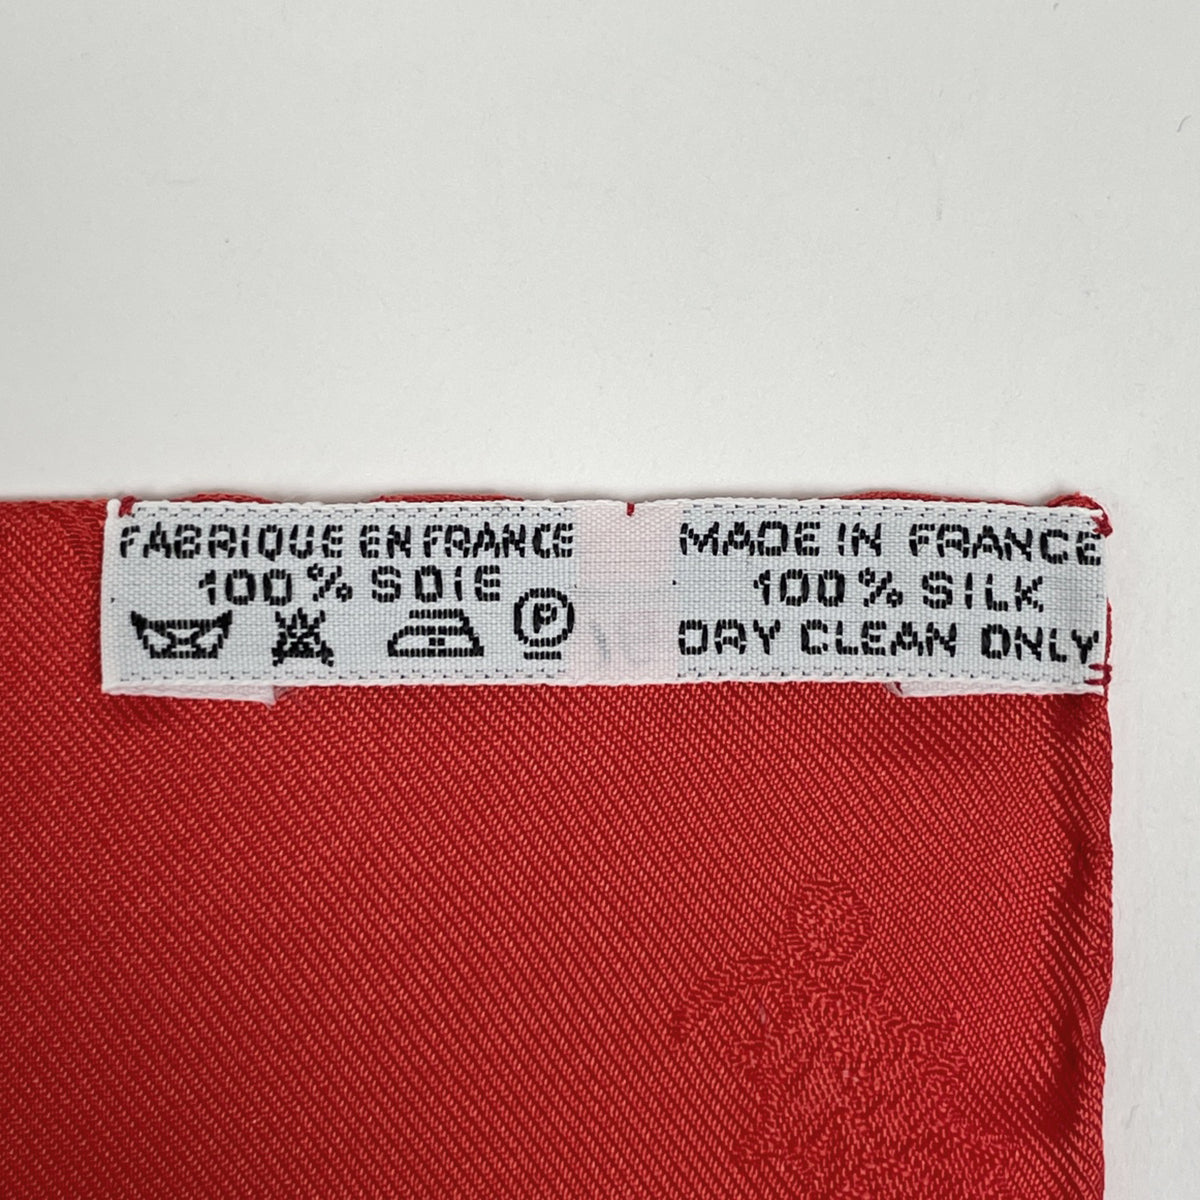 FABRIQUE EN FRANCE
100% SOIE
P
MADE IN FRANCE
100% SILK
DRY CLEAN ONLY